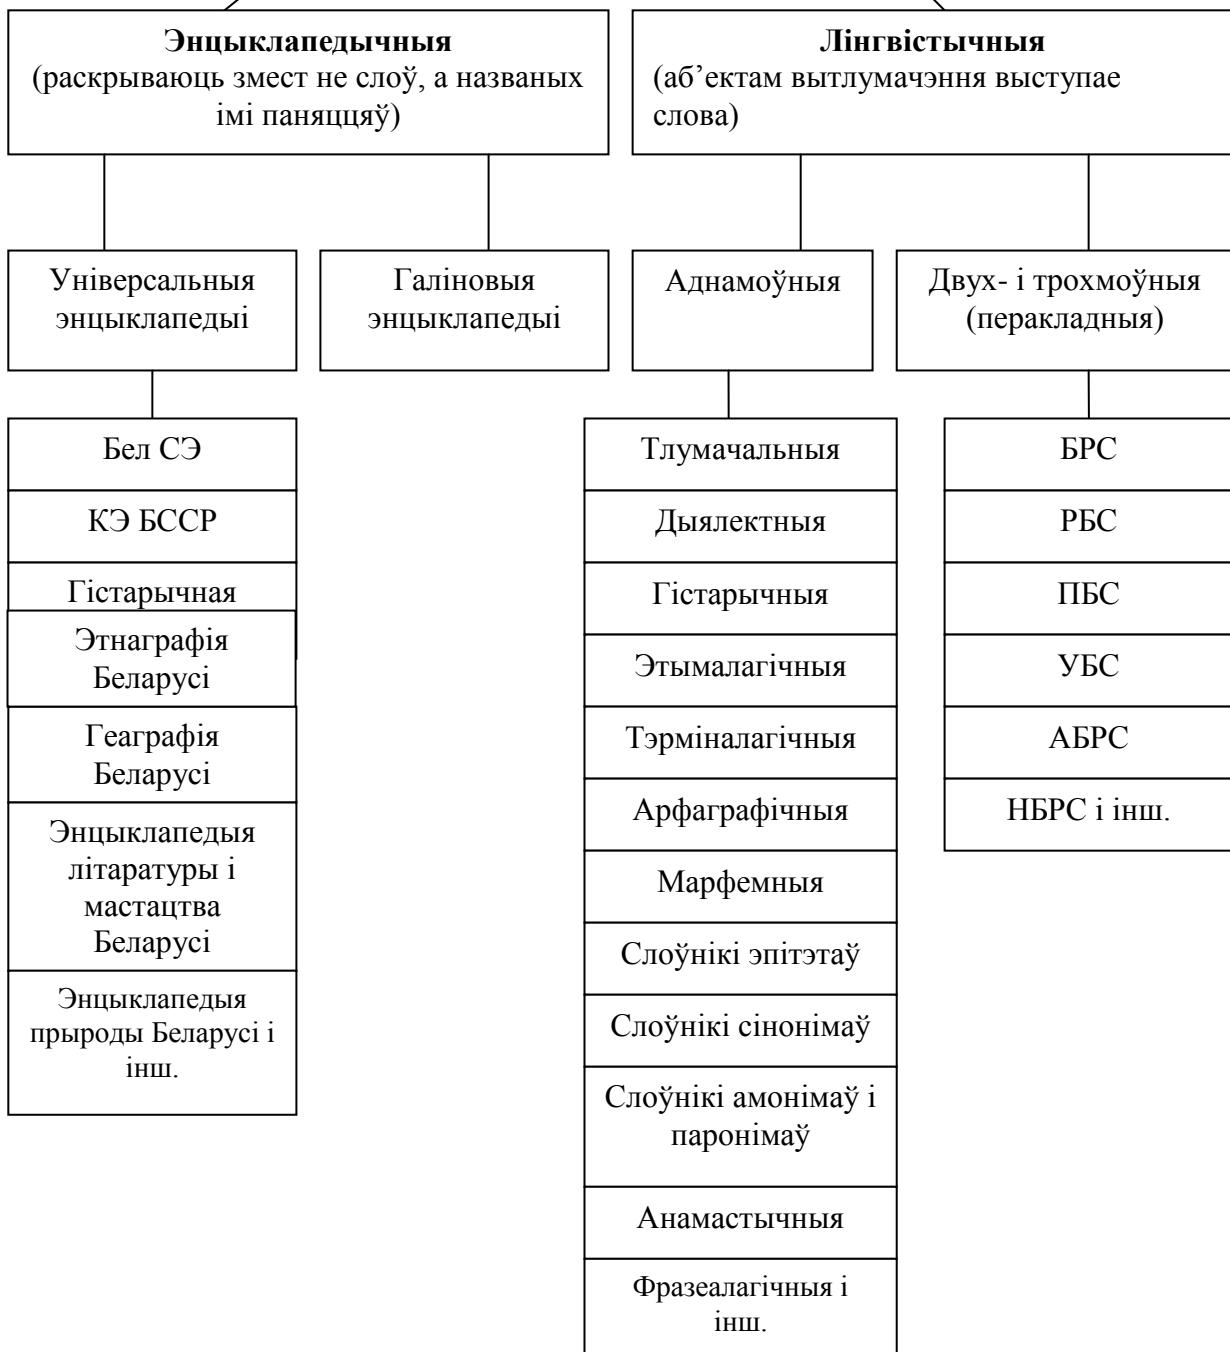 Энцыклапедычныя
(раскрываюць змест не слоў, а названых
імі паняццяў)
Лінгвістычныя
(аб’ектам вытлумачэння выступае
слова)
Універсальныя
энцыклапедыі
Галіновыя
энцыклапедыі
Аднамоўныя
Двух- і трохмоўныя
(перакладныя)
Бел СЭ
КЭ БССР
Гістарычная
Этнаграфія
Беларусі
Геаграфія
Беларусі
Энцыклапедыя
літаратуры і
мастацтва
Беларусі
Энцыклапедыя
прыроды Беларусі і
інш.
Тлумачальныя
Дыялектныя
Гістарычныя
Этымалагічныя
Тэрміналагічныя
Арфаграфічныя
Марфемныя
Слоўнікі эпітэтаў
Слоўнікі сінонімаў
Слоўнікі амонімаў і
паронімаў
Анамастычныя
Фразеалагічныя і
інш.
БРС
РБС
ПБС
УБС
АБРС
НБРС і інш.